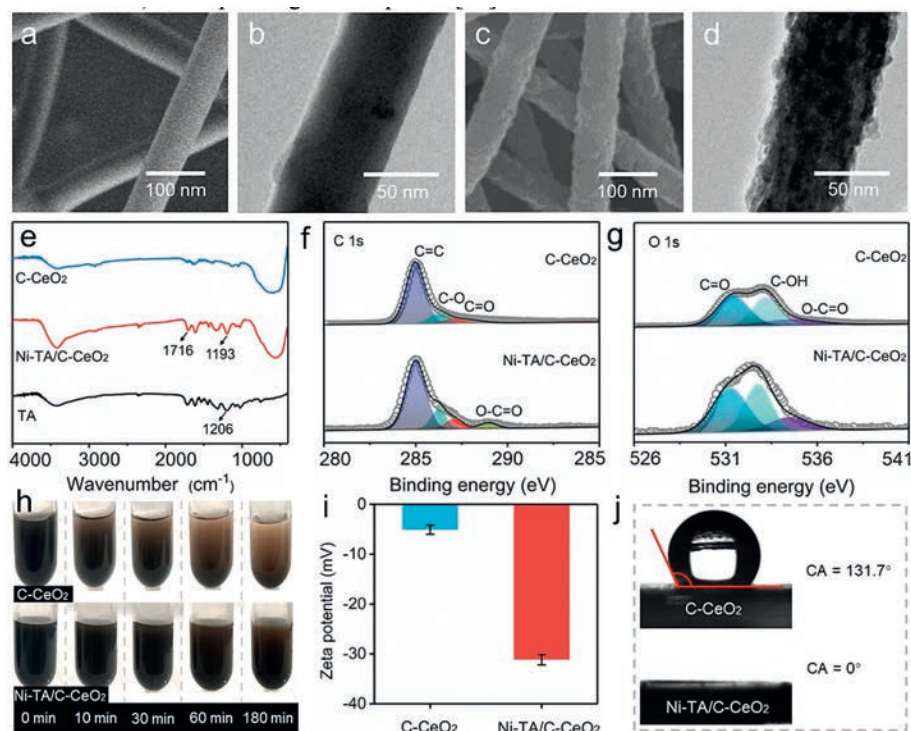 a b c d
100 nm 50 nm 100 nm 50 nm
e
C-CeO₂
1716 1193
Ni-TA/C-CeO₂
TA
1206
4000 3000 2000 1000
Wavenumber (cm⁻¹)
f C 1s
C=C
C-CeO₂
C-O
C=O
Ni-TA/C-CeO₂
O-C=O
280 285 290 285
Binding energy (eV)
g O 1s
C-CeO₂
C=O C-OH
O-C=O
Ni-TA/C-CeO₂
526 531 536 541
Binding energy (eV)
h
C-CeO₂
Ni-TA/C-CeO₂
0 min 10 min 30 min 60 min 180 min
i
0
-10
-20
-30
-40
Zeta potential (mV)
C-CeO₂ Ni-TA/C-CeO₂
j
CA = 131.7°
C-CeO₂
CA = 0°
Ni-TA/C-CeO₂